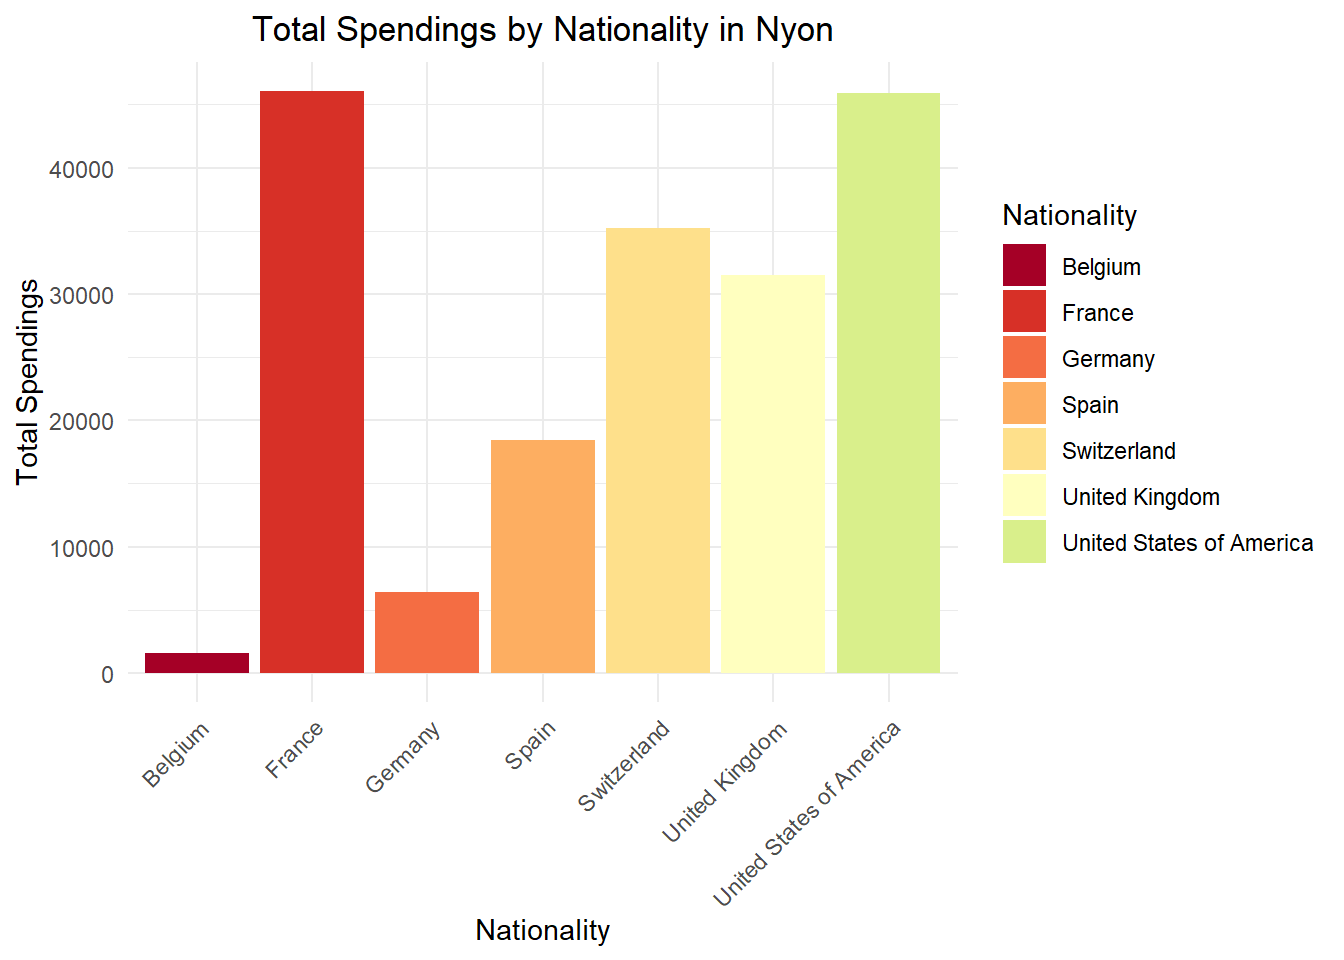 Total Spendings by Nationality in Nyon
Total Spendings
40000
30000
20000
10000
0
Belgium
France
Germany
Spain
Switzerland
United Kingdom
United States of America
Nationality
Nationality
Belgium
France
Germany
Spain
Switzerland
United Kingdom
United States of America